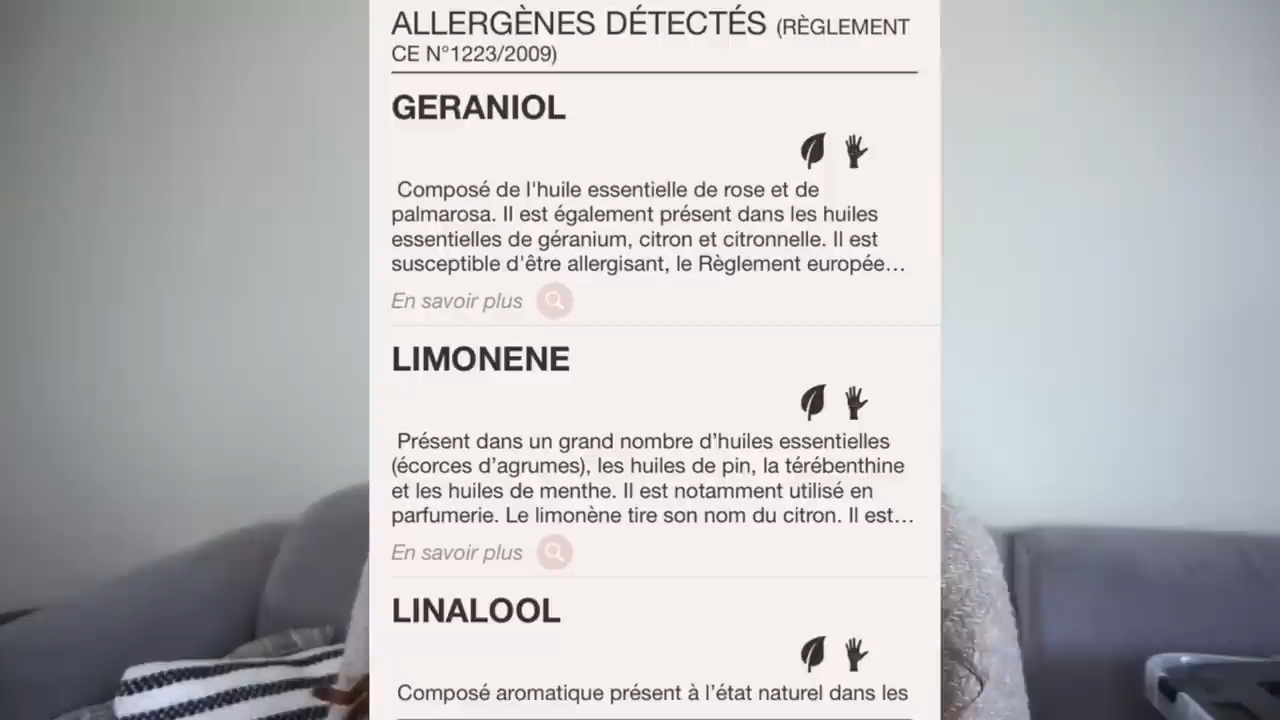 ALLERGÈNES DÉTECTÉS (RÈGLEMENT
CE N°1223/2009)
GERANIOL
Composé de l'huile essentielle de rose et de
palmarosa. Il est également présent dans les huiles
essentielles de géranium, citron et citronnelle. Il est
susceptible d'être allergisant, le Règlement europée…
En savoir plus
LIMONENE
Présent dans un grand nombre d’huiles essentielles
(écorces d’agrumes), les huiles de pin, la térébenthine
et les huiles de menthe. Il est notamment utilisé en
parfumerie. Le limonène tire son nom du citron. Il est…
En savoir plus
LINALOOL
Composé aromatique présent à l’état naturel dans les